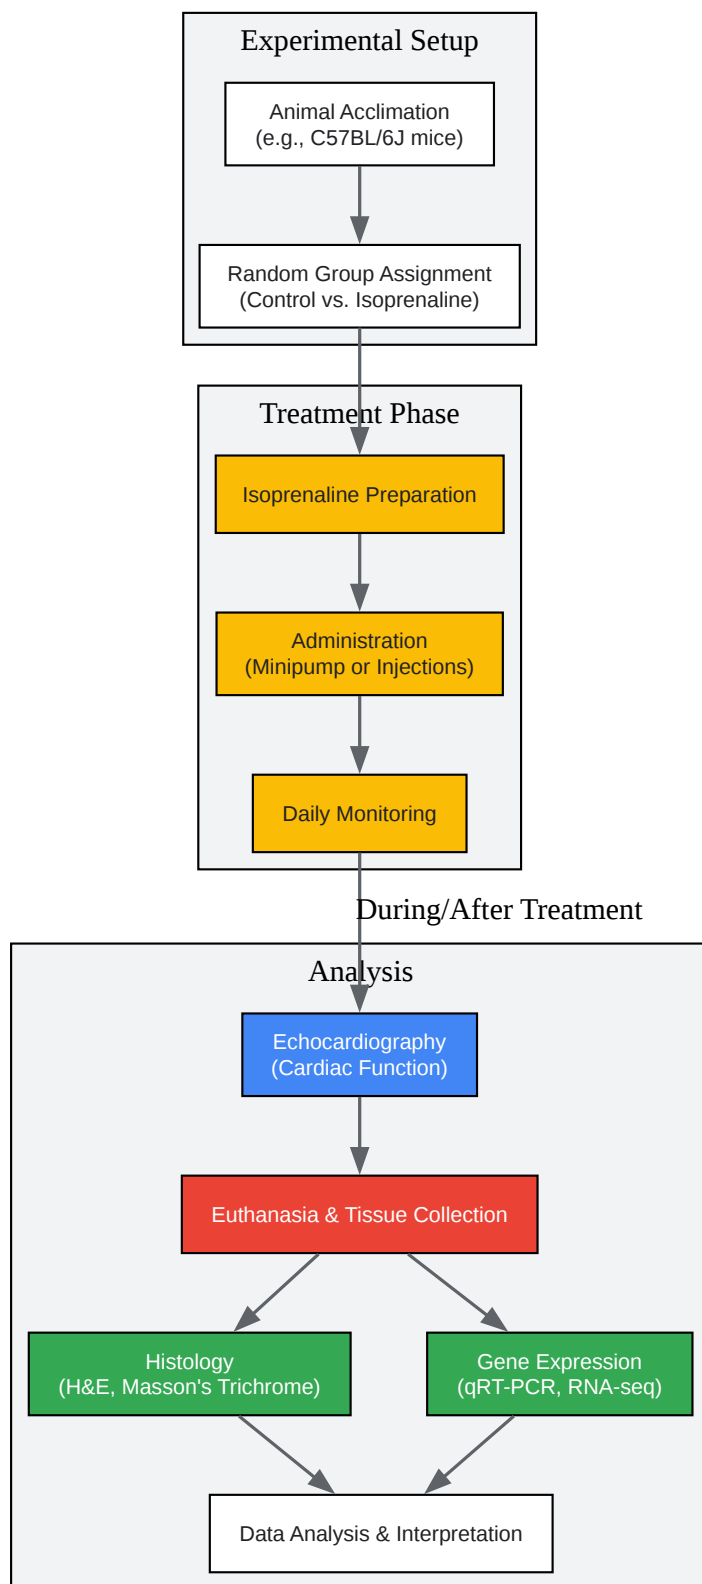 Experimental Setup
Animal Acclimation
(e.g., C57BL/6J mice)
Random Group Assignment
(Control vs. Isoprenaline)
Treatment Phase
Isoprenaline Preparation
Administration
(Minipump or Injections)
Daily Monitoring
During/After Treatment
Analysis
Echocardiography
(Cardiac Function)
Euthanasia & Tissue Collection
Histology
(H&E, Masson's Trichrome)
Gene Expression
(qRT-PCR, RNA-seq)
Data Analysis & Interpretation